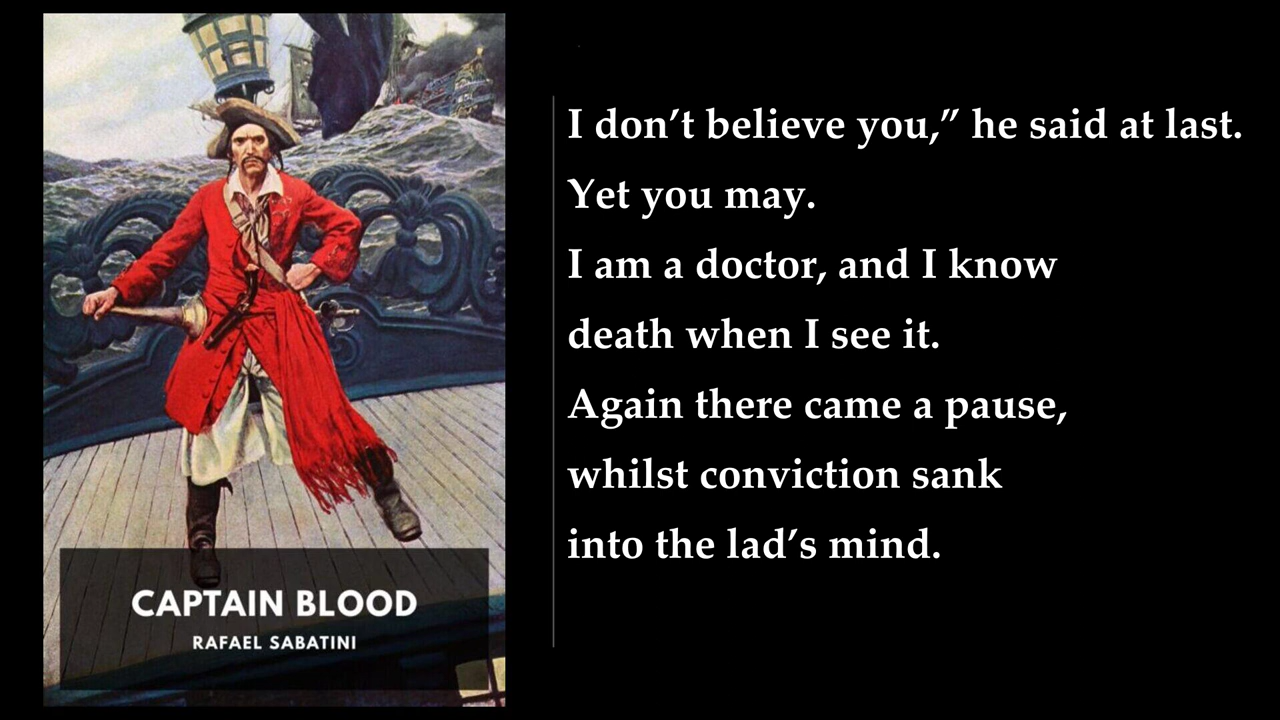 CAPTAIN BLOOD
RAFAEL SABATINI
I don’t believe you,” he said at last.
Yet you may.
I am a doctor, and I know
death when I see it.
Again there came a pause,
whilst conviction sank
into the lad’s mind.